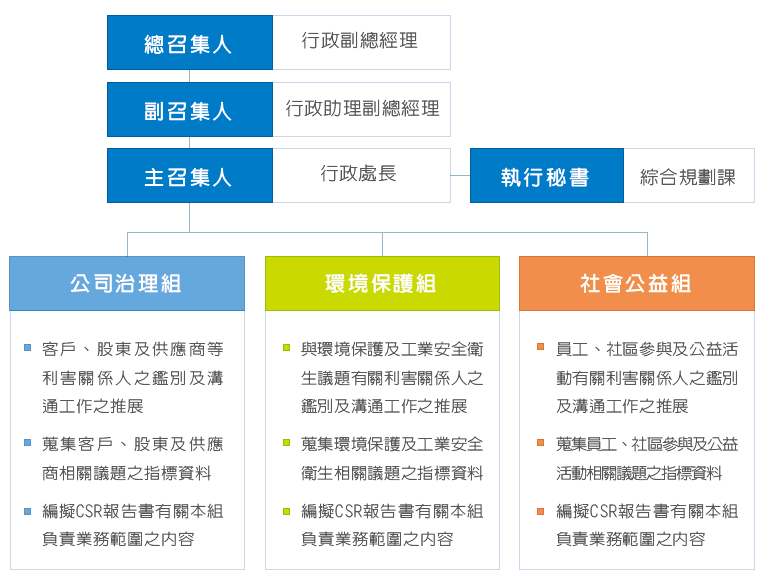 總召集人 行政副總經理
副召集人 行政助理副總經理
主召集人 行政處長 執行秘書 綜合規劃課
公司治理組
客戶、股東及供應商等
利害關係人之鑑別及溝
通工作之推展
蒐集客戶、股東及供應
商相關議題之指標資料
編擬CSR報告書有關本組
負責業務範圍之內容
環境保護組
與環境保護及工業安全衛
生議題有關利害關係人之
鑑別及溝通工作之推展
蒐集環境保護及工業安全
衛生相關議題之指標資料
編擬CSR報告書有關本組
負責業務範圍之內容
社會公益組
員工、社區參與及公益活
動有關利害關係人之鑑別
及溝通工作之推展
蒐集員工、社區參與及公益
活動相關議題之指標資料
編擬CSR報告書有關本組
負責業務範圍之內容